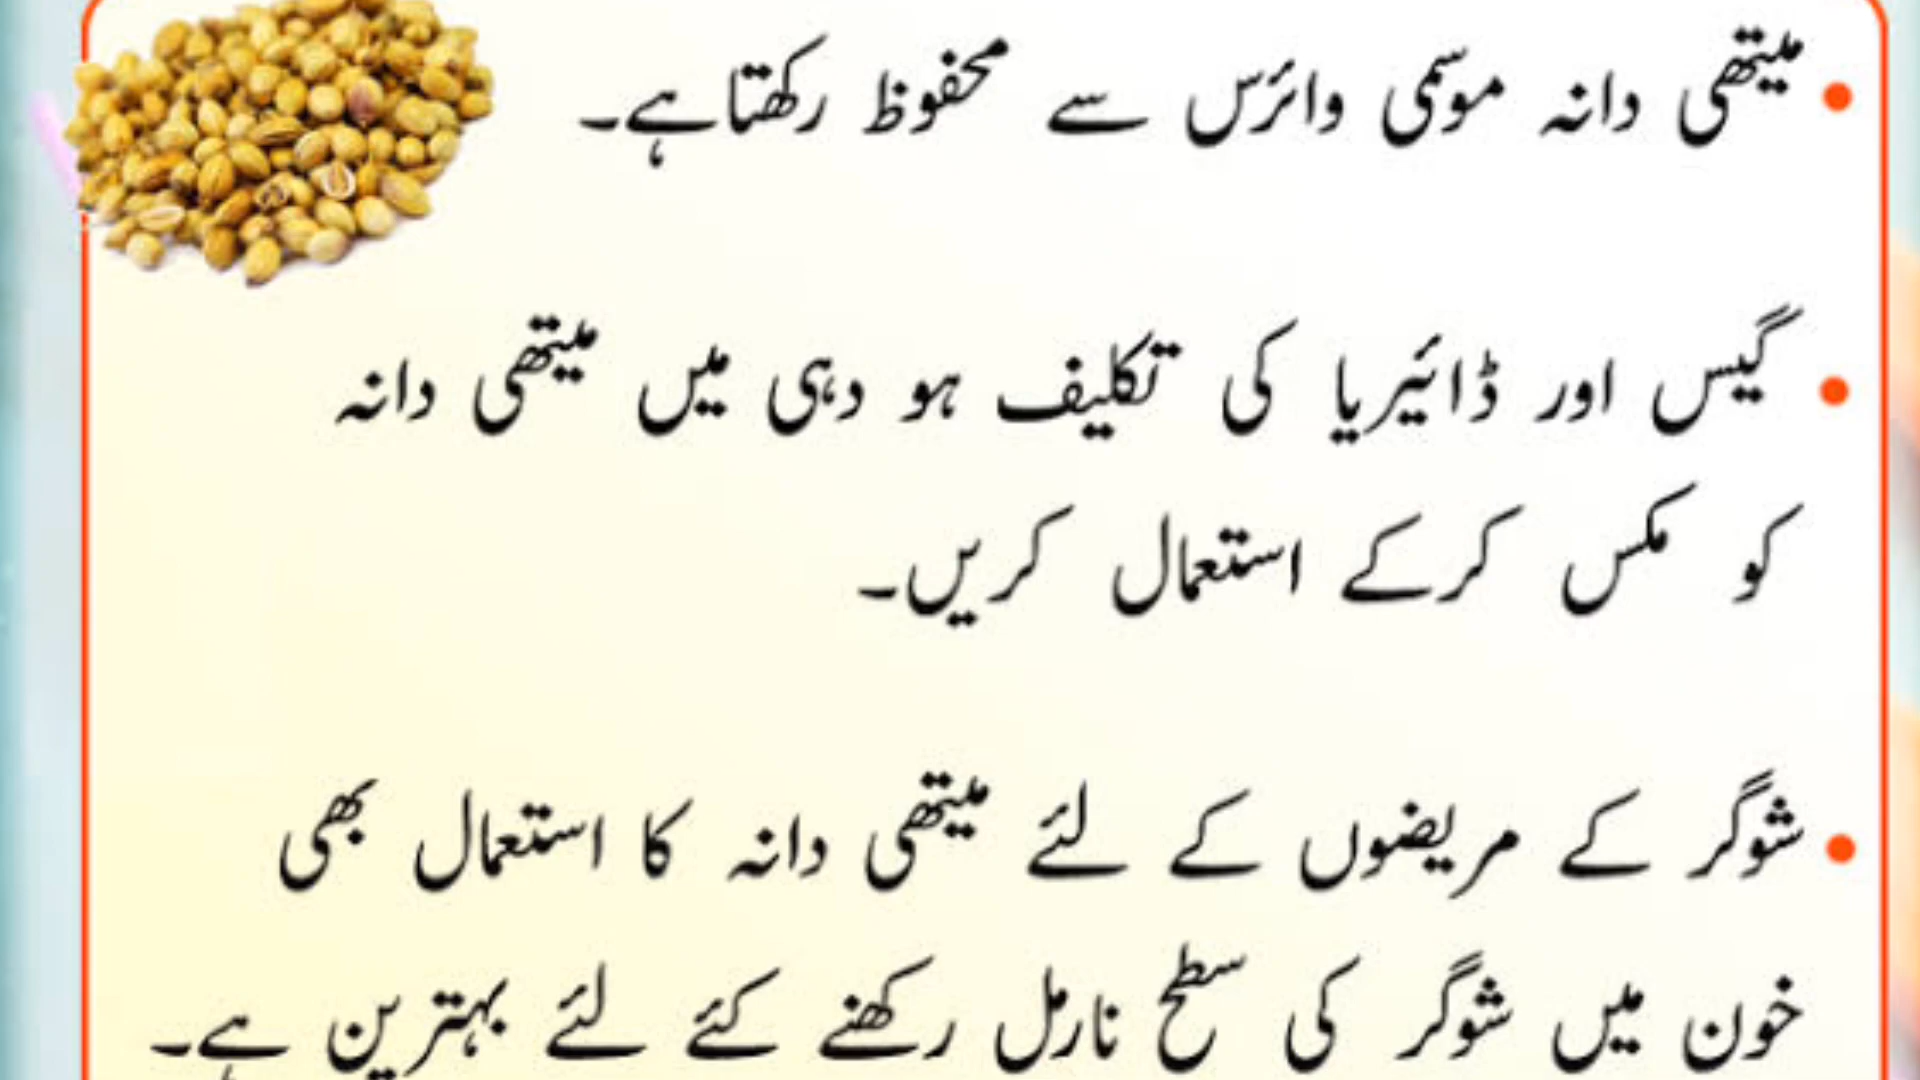 • میتھی دانہ موسمی وائرس سے محفوظ رکھتا ہے۔
• گیس اور ڈائیریا کی تکلیف ہو دہی میں میتھی دانہ
کو مکس کرکے استعمال کریں۔
• شوگر کے مریضوں کے لئے میتھی دانہ کا استعمال بھی
خون میں شوگر کی سطح نارمل رکھنے کئے لئے بہترین ہے۔